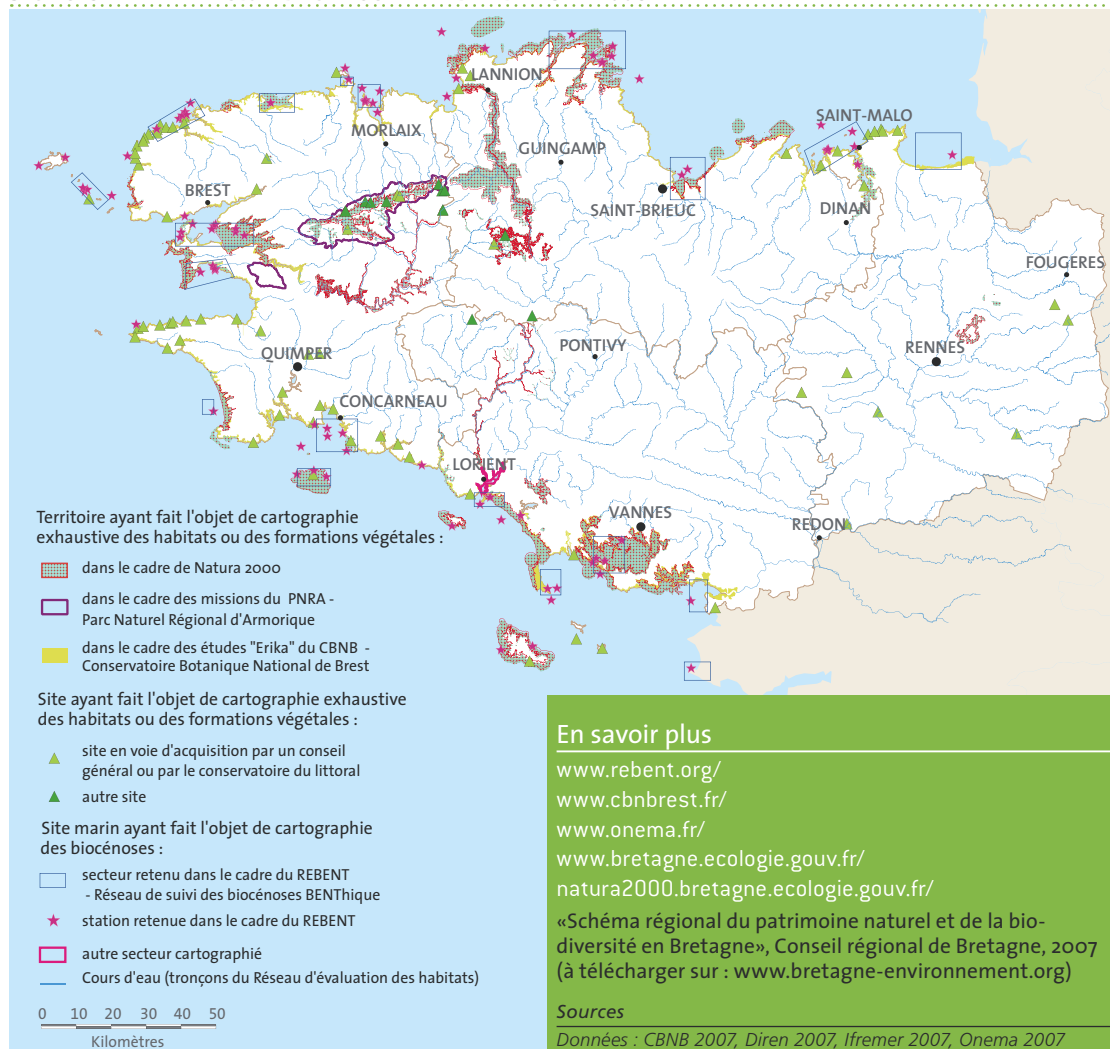 LANNION
SAINT-MALO
MORLAIX
GUINGAMP
BREST
SAINT-BRIEUC
DINAN
FOUGERES
PONTIVY
RENNES
QUIMPER
CONCARNEAU
LORIENT
VANNES
REDON
Territoire ayant fait l'objet de cartographie
exhaustive des habitats ou des formations végétales :
dans le cadre de Natura 2000
dans le cadre des missions du PNRA -
Parc Naturel Régional d'Armorique
dans le cadre des études "Erika" du CBNB -
Conservatoire Botanique National de Brest
Site ayant fait l'objet de cartographie exhaustive
des habitats ou des formations végétales :
site en voie d'acquisition par un conseil
général ou par le conservatoire du littoral
autre site
Site marin ayant fait l'objet de cartographie
des biocénoses :
secteur retenu dans le cadre du REBENT
- Réseau de suivi des biocénoses BENThique
station retenue dans le cadre du REBENT
autre secteur cartographié
Cours d'eau (tronçons du Réseau d'évaluation des habitats)
0 10 20 30 40 50
Kilomètres
En savoir plus
www.rebent.org/
www.cbnbrest.fr/
www.onema.fr/
www.bretagne.ecologie.gouv.fr/
natura2000.bretagne.ecologie.gouv.fr/
«Schéma régional du patrimoine naturel et de la bio-
diversité en Bretagne», Conseil régional de Bretagne, 2007
(à télécharger sur : www.bretagne-environnement.org)
Sources
Données : CBNB 2007, Diren 2007, Ifremer 2007, Onema 2007